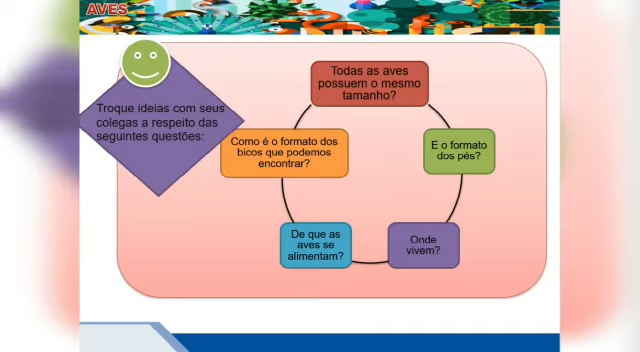 AVES
Troque ideias com seus
colegas a respeito das
seguintes questões:
Todas as aves
possuem o mesmo
tamanho?
E o formato
dos pés?
Onde
vivem?
De que as
aves se
alimentam?
Como é o formato dos
bicos que podemos
encontrar?